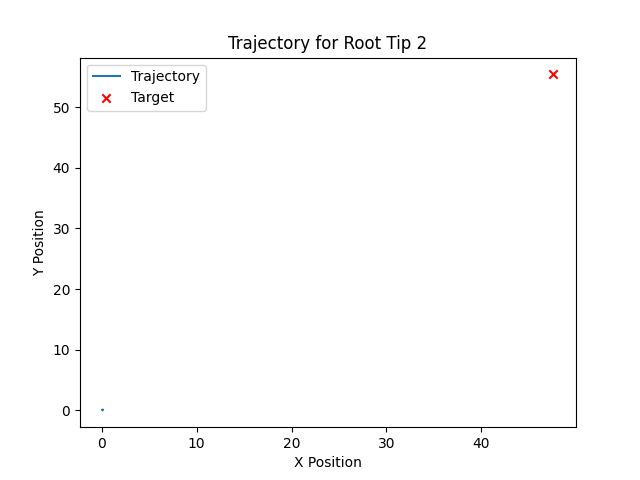 Trajectory for Root Tip 2
Trajectory
Target
Y Position
50
40
30
20
10
0
0 10 20 30 40
X Position